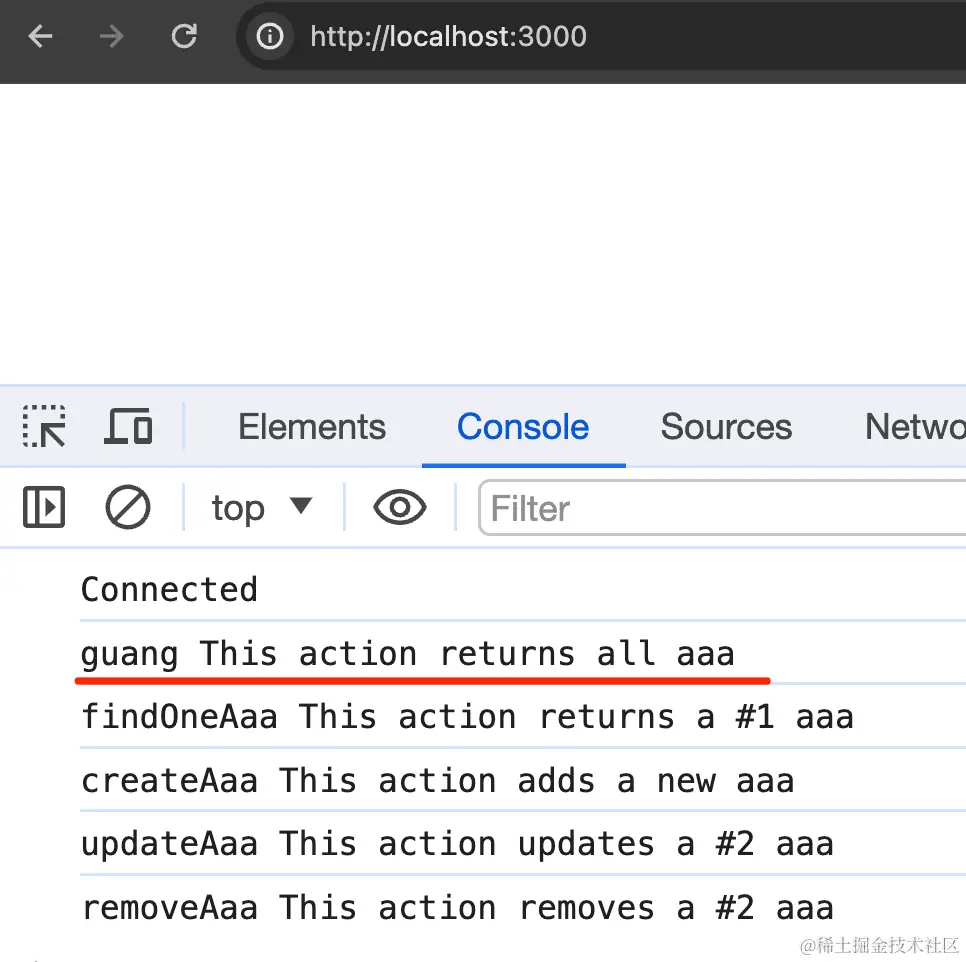 http://localhost:3000
Elements Console Sources Netwo
top Filter
Connected
guang This action returns all aaa
findOneAaa This action returns a #1 aaa
createAaa This action adds a new aaa
updateAaa This action updates a #2 aaa
removeAaa This action removes a #2 aaa
@稀土掘金技术社区